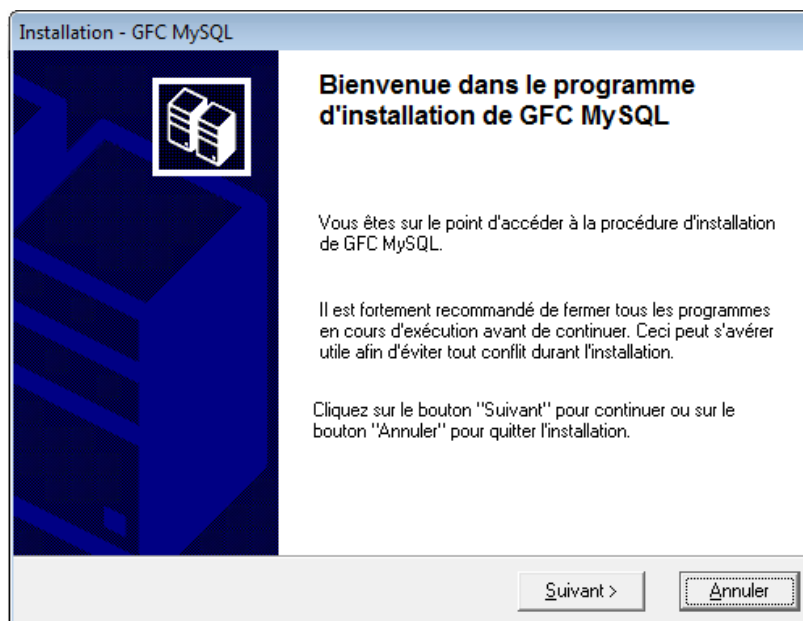 Installation - GFC MySQL
Bienvenue dans le programme
d'installation de GFC MySQL
Vous êtes sur le point d'accéder à la procédure d'installation
de GFC MySQL.
Il est fortement recommandé de fermer tous les programmes
en cours d'exécution avant de continuer. Ceci peut s'avérer
utile afin d'éviter tout conflit durant l'installation.
Cliquez sur le bouton "Suivant" pour continuer ou sur le
bouton "Annuler" pour quitter l'installation.
Suivant >
Annuler